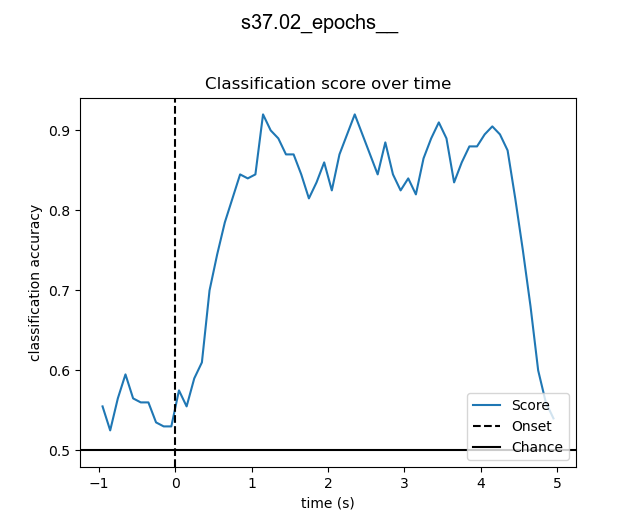 s37.02_epochs__
Classification score over time
classification accuracy
0.9
0.8
0.7
0.6
0.5
−1
0
1
2
3
4
5
time (s)
Score
Onset
Chance